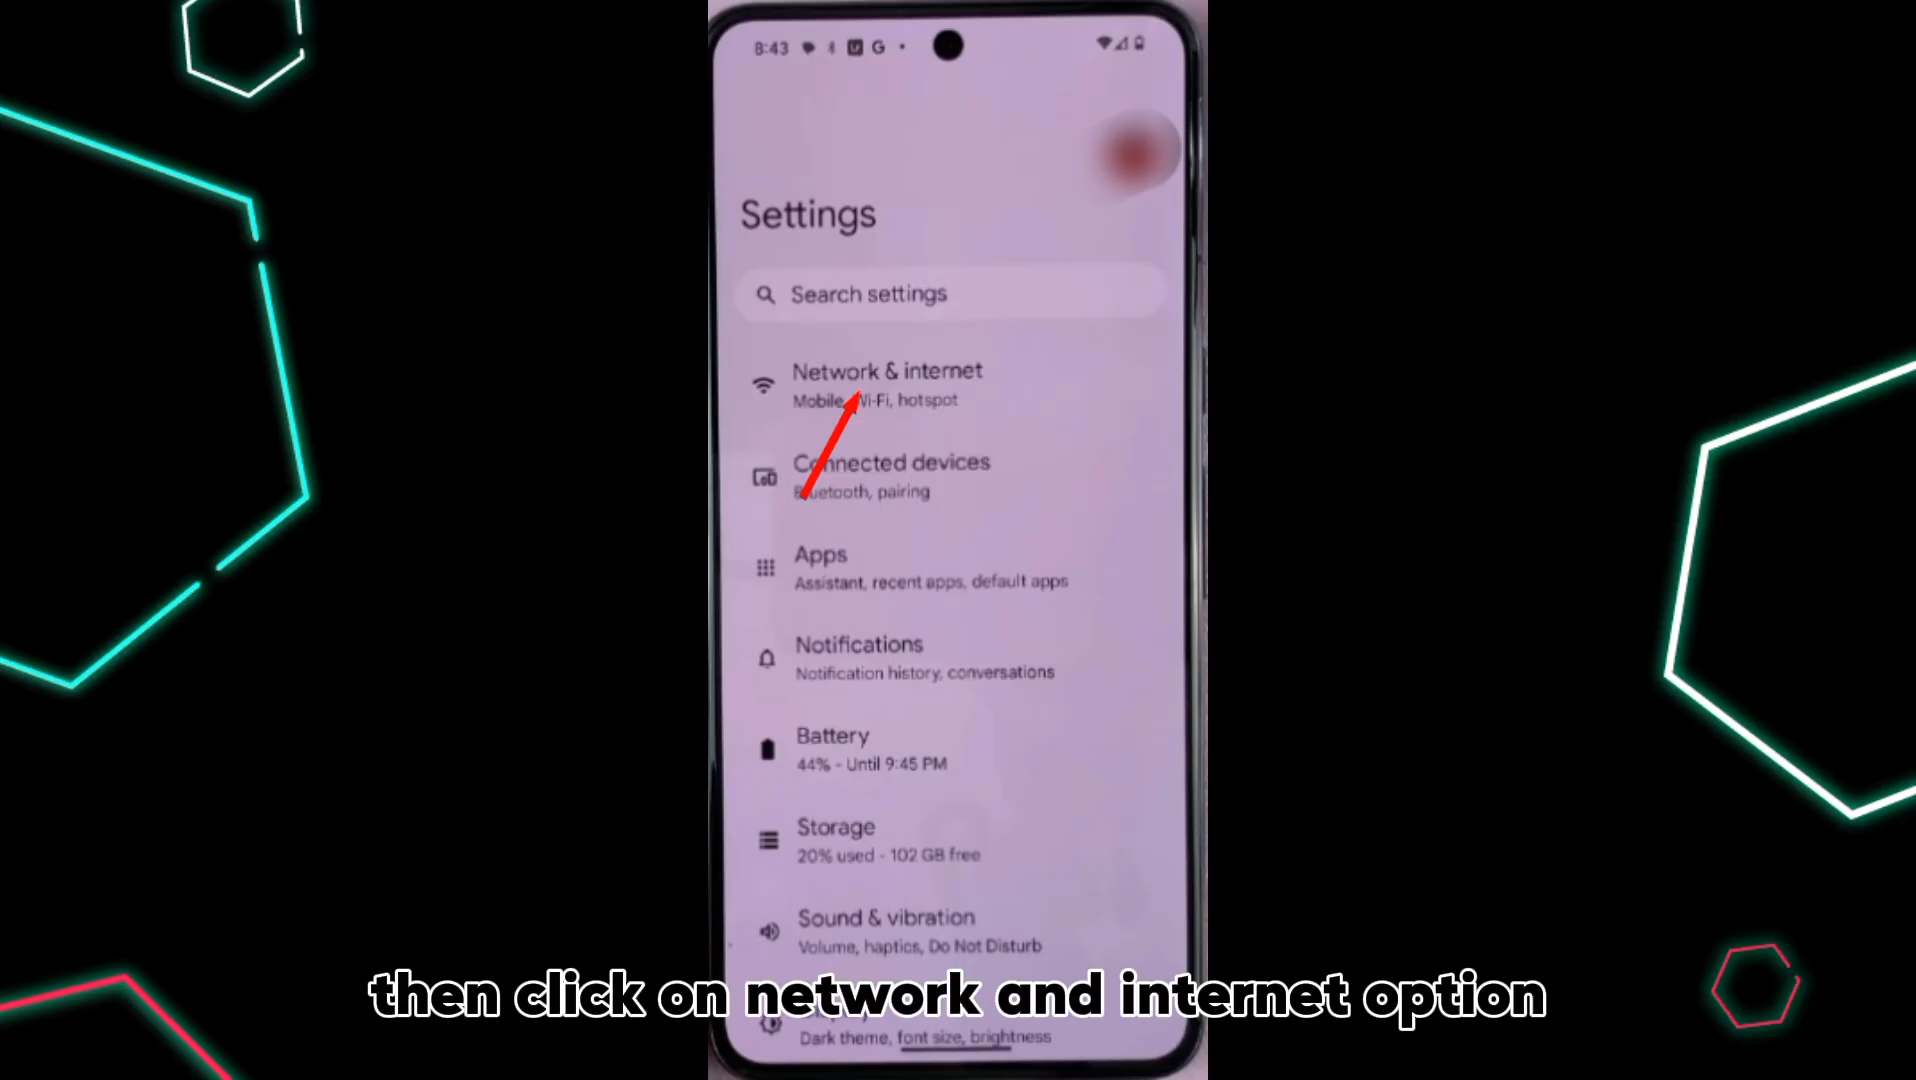 8:43
Settings
Search settings
Network & internet
Mobile, Wi-Fi, hotspot
Connected devices
Bluetooth, pairing
Apps
Assistant, recent apps, default apps
Notifications
Notification history, conversations
Battery
44% - Until 9:45 PM
Storage
20% used - 102 GB free
Sound & vibration
Volume, haptics, Do Not Disturb
then click on network and internet option
Dark theme, font size, brightness